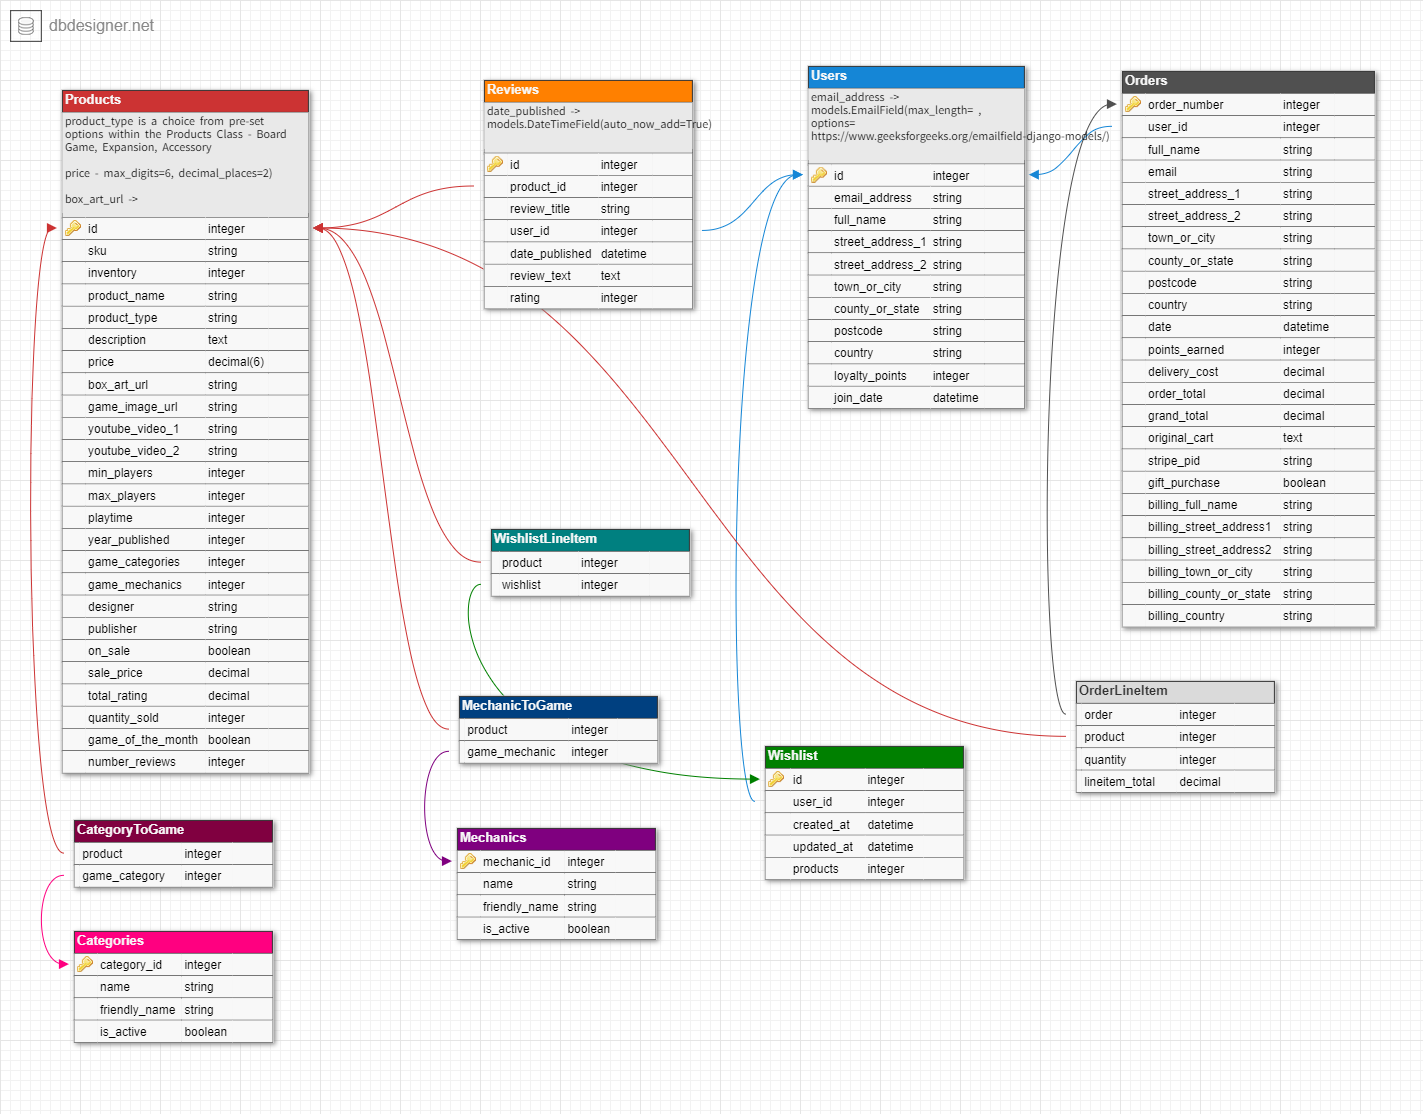 dbdesigner.net
Products
product_type is a choice from pre-set
options within the Products Class - Board
Game, Expansion, Accessory
price - max_digits=6, decimal_places=2)
box_art_url ->
id integer
sku string
inventory integer
product_name string
product_type string
description text
price decimal(6)
box_art_url string
game_image_url string
youtube_video_1 string
youtube_video_2 string
min_players integer
max_players integer
playtime integer
year_published integer
game_categories integer
game_mechanics integer
designer string
publisher string
on_sale boolean
sale_price decimal
total_rating decimal
quantity_sold integer
game_of_the_month boolean
number_reviews integer
Reviews
date_published ->
models.DateTimeField(auto_now_add=True)
id integer
product_id integer
review_title string
user_id integer
date_published datetime
review_text text
rating integer
Users
email_address ->
models.EmailField(max_length= ,
options=
https://www.geeksforgeeks.org/emailfield-django-models/)
id integer
email_address string
full_name string
street_address_1 string
street_address_2 string
town_or_city string
county_or_state string
postcode string
country string
loyalty_points integer
join_date datetime
Orders
order_number integer
user_id integer
full_name string
email string
street_address_1 string
street_address_2 string
town_or_city string
county_or_state string
postcode string
country string
date datetime
points_earned integer
delivery_cost decimal
order_total decimal
grand_total decimal
original_cart text
stripe_pid string
gift_purchase boolean
billing_full_name string
billing_street_address1 string
billing_street_address2 string
billing_town_or_city string
billing_county_or_state string
billing_country string
WishlistLineItem
product integer
wishlist integer
MechanicToGame
product integer
game_mechanic integer
OrderLineItem
order integer
product integer
quantity integer
lineitem_total decimal
Wishlist
id integer
user_id integer
created_at datetime
updated_at datetime
products integer
CategoryToGame
product integer
game_category integer
Mechanics
mechanic_id integer
name string
friendly_name string
is_active boolean
Categories
category_id integer
name string
friendly_name string
is_active boolean